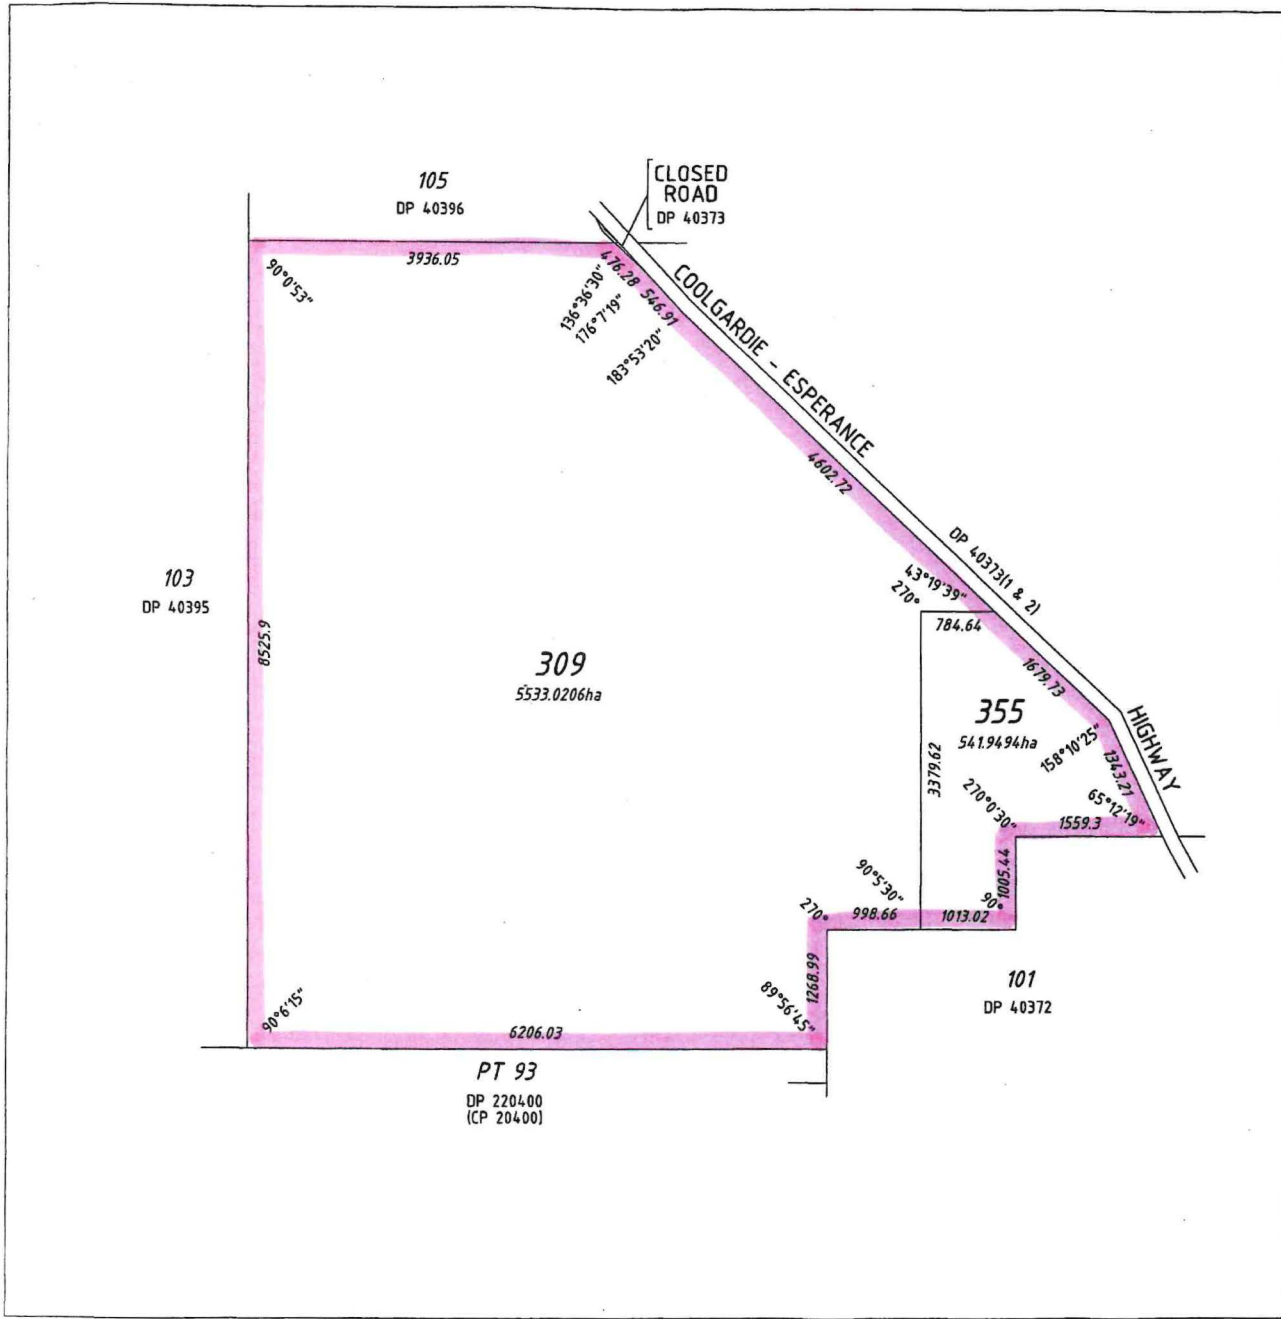 105
DP 40396
CLOSED
ROAD
DP 40373
3936.05
90°0'53"
476.28
546.91
136°36'30"
176°7'19"
183°53'20"
COOLGARDIE - ESPERANCE
HIGHWAY
4602.72
DP 40373(1 & 2)
43°19'39"
270°
784.64
103
DP 40395
8525.9
309
5533.0206ha
1679.73
355
541.9494ha
158°10'25"
1343.21
3379.62
270°0'30"
65°12'19"
1559.3
1005.44
90°5'30"
90°
270°
998.66
1013.02
1268.99
89°56'45"
90°6'15"
6206.03
101
DP 40372
PT 93
DP 220400
(CP 20400)